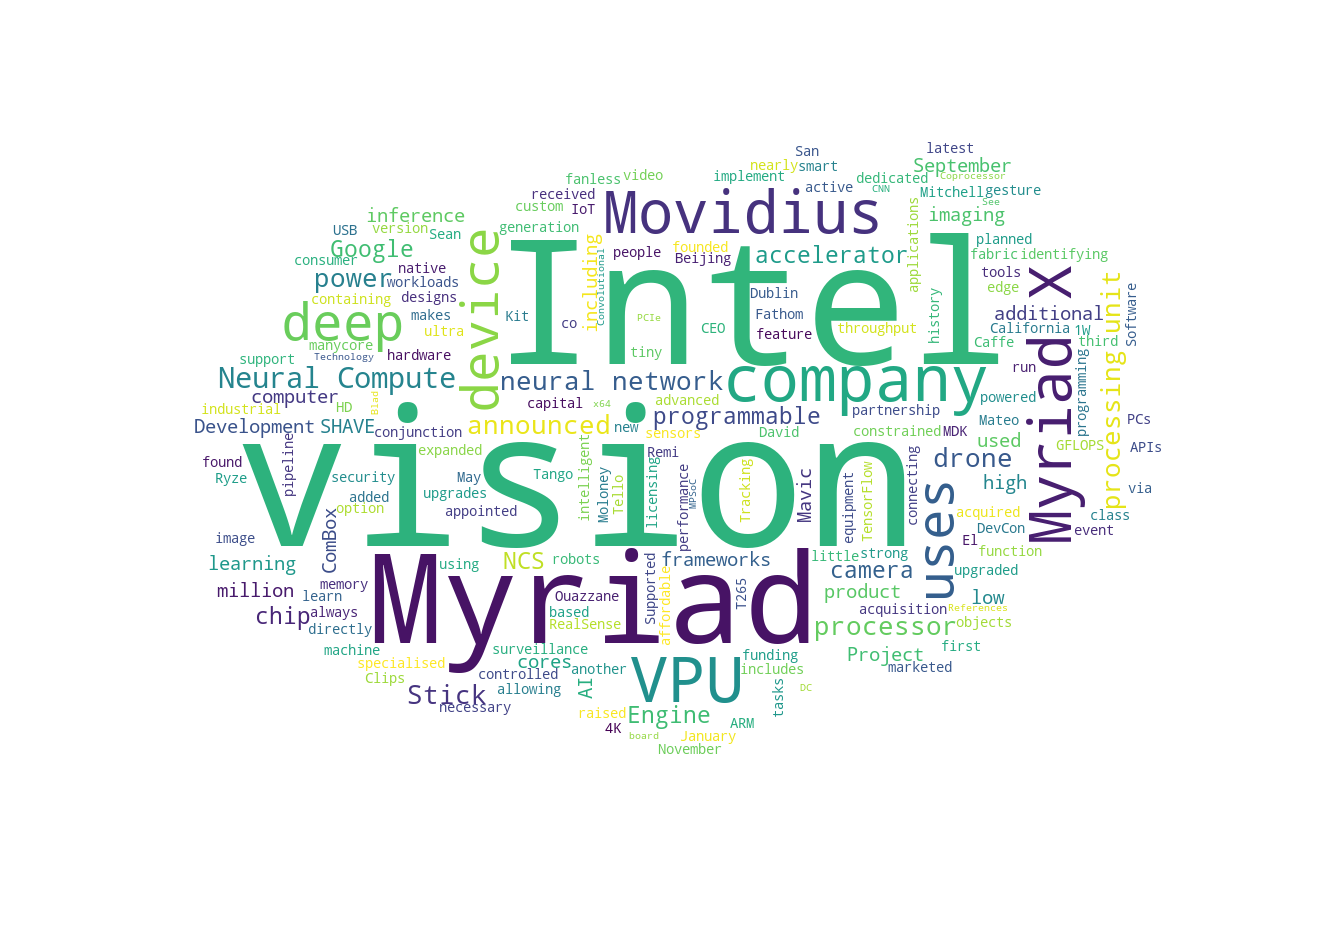 San
latest
nearly
smart
September
fanless
video
implement
dedicated
Coprocessor
received
active
CNN
Mitchell
gesture
custom
IoT
Movidius
See
inference
generation
applications
imaging
USB
version
Sean
people
founded
planned
Google
device
including
Convolutional
Beijing
accelerator
fabric
identifying
consumer
native
Intel
X
power
workloads
tools
containing
designs
Dublin
edge
deep
makes
Kit
co
PCIe
Fathom
history
additional
processing unit
Software
ultra
CEO
feature
throughput
California
1W
manycore
tiny
Caffe
third
support
Technology
hardware
run
programming
Neural Compute
neural network
company
powered
computer
Blad
capital
x64
advanced
industrial
HD
partnership
Myriad
Development
SHAVE
announced
new
programmable
Mateo
PCs
conjunction
sensors
David
constrained
MDK
used
GFLOPS
APIs
found
pipeline
vision
expanded
intelligent
Remi
drone
Ryze
security
May
Tango
Moloney
Tello
licensing
performance
MPSoC
Tracking
Mavic
equipment
TensorFlow
connecting
high
via
added
upgrades
uses
option
appointed
acquired
class
image
ComBox
DevCon
event
El
learning
using
NCS
robots
Supported
frameworks
little
strong
function
million
memory
Myriad
camera
upgraded
learn
Ouazzane
T265
product
low
chip
always
based
affordable
acquisition
References
directly
RealSense
processor
objects
machine
surveillance
VPU
funding
Project
first
specialised
cores
another
includes
marketed
Clips
controlled
AI
tasks
DC
Stick
allowing
necessary
raised
Engine
ARM
4K
board
January
November